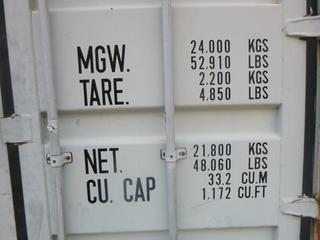 MGW. 24.000 KGS
52.910 LBS
TARE. 2.200 KGS
4.850 LBS
NET. 21.800 KGS
48.060 LBS
CU. CAP 33.2 CU.M
1.172 CU.FT